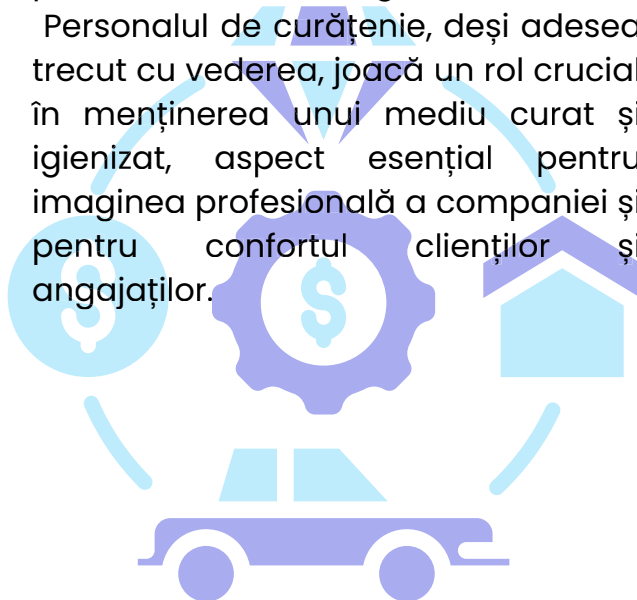 Personalul de curățenie, deși adesea
trecut cu vederea, joacă un rol crucial
în menținerea unui mediu curat și
igienizat, aspect esențial pentru
imaginea profesională a companiei și
pentru confortul clienților și
angajaților.
$
$